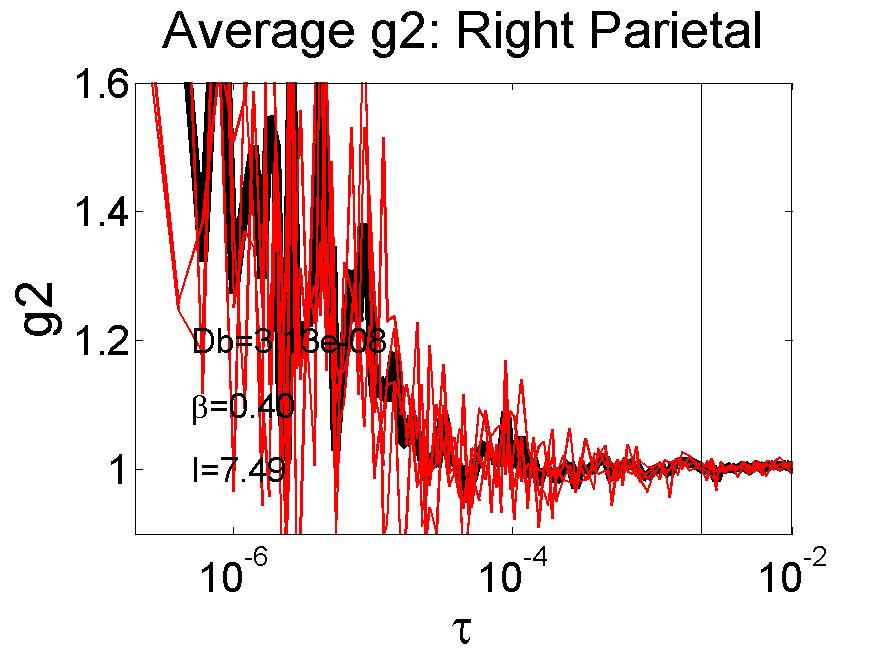 Average g2: Right Parietal
1.6
1.4
g2
1.2
Db=3.13e-08
β=0.40
1
I=7.49
10^-6
10^-4
10^-2
τ